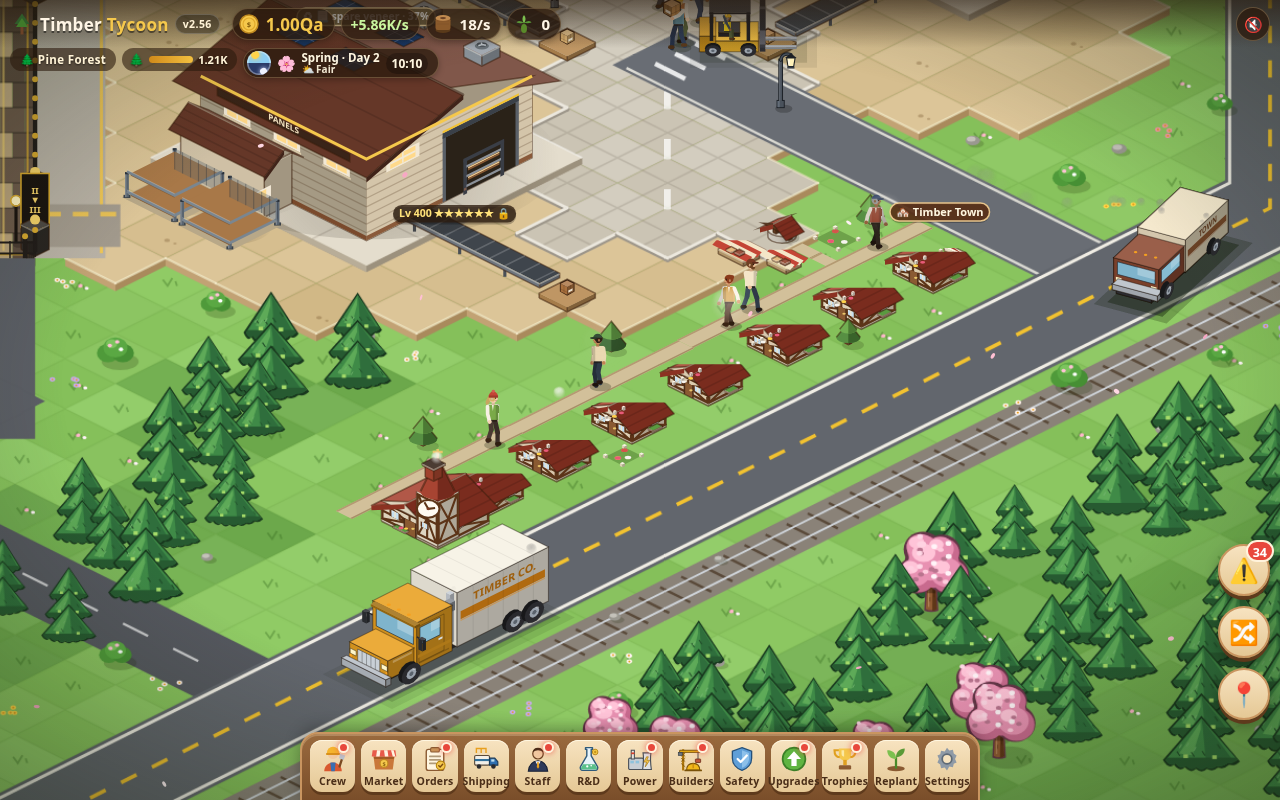 Timber Tycoon
v2.56
1.00Qa
+5.86K/s
18/s
0
Pine Forest
1.21K
Spring · Day 2
Fair
10:10
PANELS
II
III
Lv 400 ★★★★★★
Timber Town
TOWN
TIMBER CO.
34
Crew
Market
Orders
Shipping
Staff
R&D
Power
Builders
Safety
Upgrades
Trophies
Replant
Settings